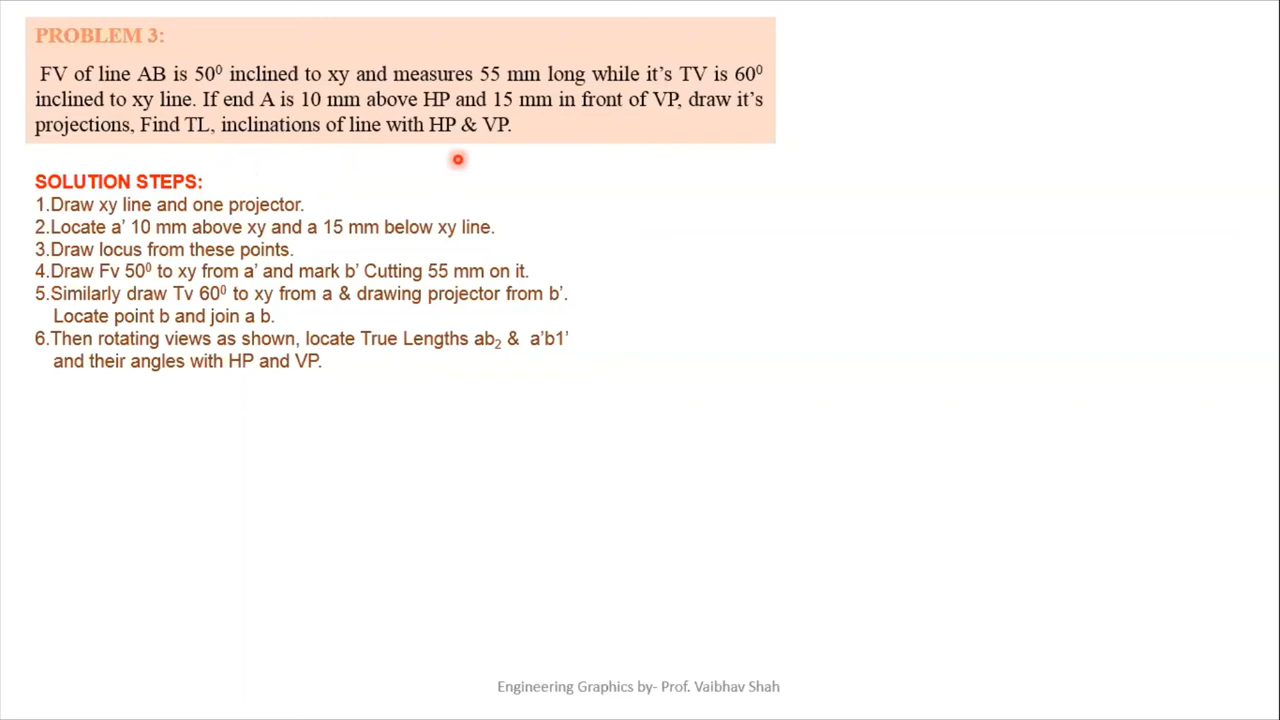 PROBLEM 3:
FV of line AB is 50⁰ inclined to xy and measures 55 mm long while it's TV is 60⁰
inclined to xy line. If end A is 10 mm above HP and 15 mm in front of VP, draw it's
projections, Find TL, inclinations of line with HP & VP.
SOLUTION STEPS:
1.Draw xy line and one projector.
2.Locate a’ 10 mm above xy and a 15 mm below xy line.
3.Draw locus from these points.
4.Draw Fv 50⁰ to xy from a’ and mark b’ Cutting 55 mm on it.
5.Similarly draw Tv 60⁰ to xy from a & drawing projector from b’.
Locate point b and join a b.
6.Then rotating views as shown, locate True Lengths ab₂ & a’b1’
and their angles with HP and VP.
Engineering Graphics by- Prof. Vaibhav Shah